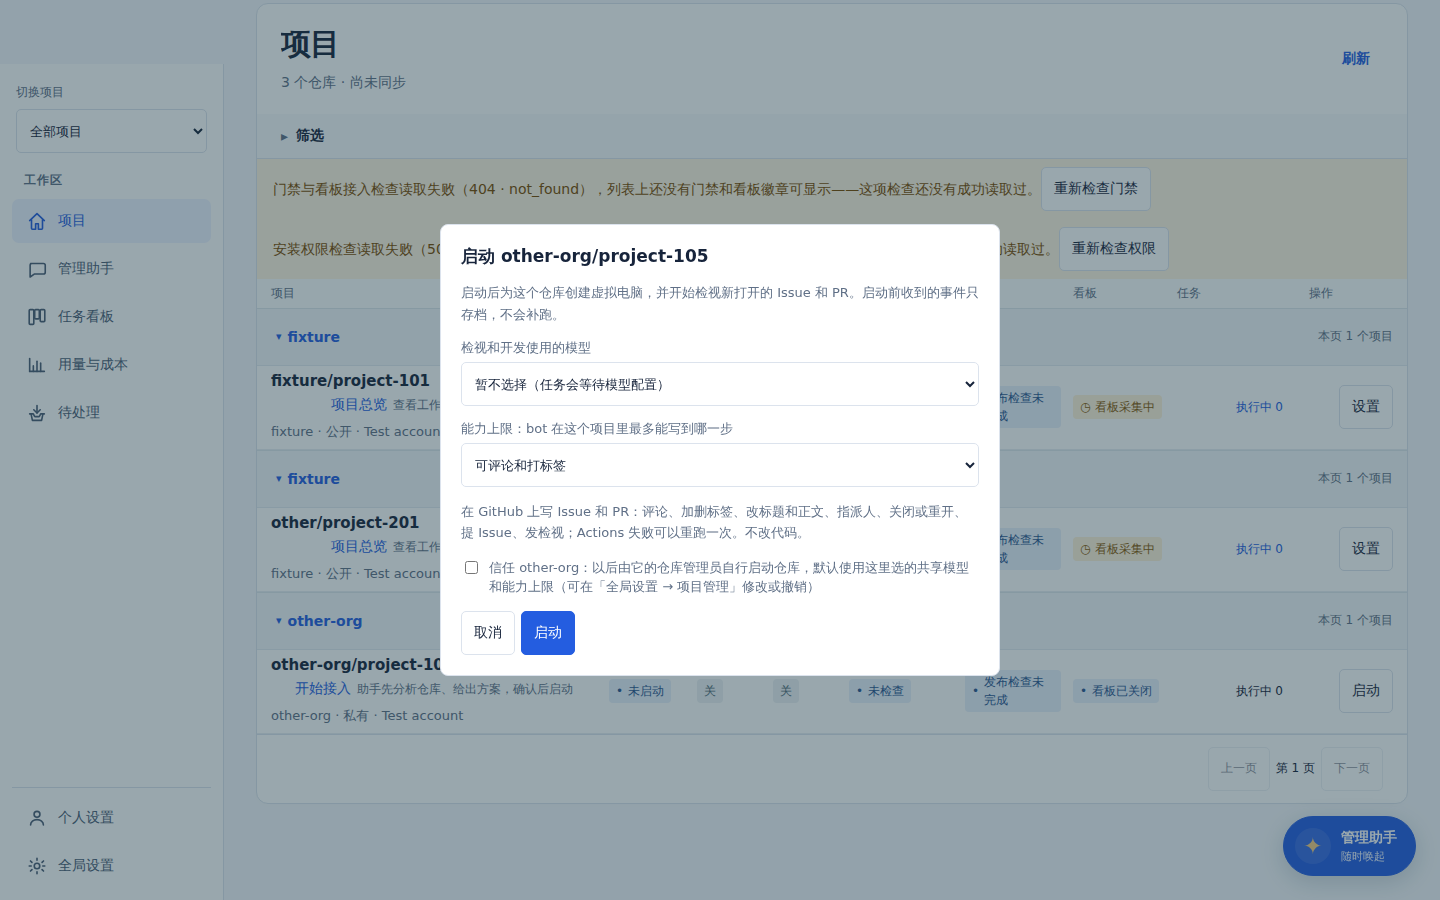 项目
3 个仓库 · 尚未同步
刷新
切换项目
全部项目
工作区
项目
管理助手
任务看板
用量与成本
待处理
个人设置
全局设置
▸ 筛选
门禁与看板接入检查读取失败（404 · not_found），列表上还没有门禁和看板徽章可显示——这项检查还没有成功读取过。 重新检查门禁
安装权限检查读取失败（50
读取过。 重新检查权限
项目 看板 任务 操作
▾ fixture 本页 1 个项目
fixture/project-101
项目总览 查看工作
布检查未
成
◷ 看板采集中 执行中 0 设置
fixture · 公开 · Test accoun
▾ fixture 本页 1 个项目
other/project-201
项目总览 查看工作
布检查未
成
◷ 看板采集中 执行中 0 设置
fixture · 公开 · Test accoun
▾ other-org 本页 1 个项目
other-org/project-10
开始接入 助手先分析仓库、给出方案，确认后启动
• 未启动 关 关 • 未检查 • 发布检查未
完成
• 看板已关闭 执行中 0 启动
other-org · 私有 · Test account
上一页 第 1 页 下一页
启动 other-org/project-105
启动后为这个仓库创建虚拟电脑，并开始检视新打开的 Issue 和 PR。启动前收到的事件只
存档，不会补跑。
检视和开发使用的模型
暂不选择（任务会等待模型配置）
能力上限：bot 在这个项目里最多能写到哪一步
可评论和打标签
在 GitHub 上写 Issue 和 PR：评论、加删标签、改标题和正文、指派人、关闭或重开、
提 Issue、发检视；Actions 失败可以重跑一次。不改代码。
信任 other-org：以后由它的仓库管理员自行启动仓库，默认使用这里选的共享模型
和能力上限（可在「全局设置 → 项目管理」修改或撤销）
取消 启动
管理助手
随时唤起